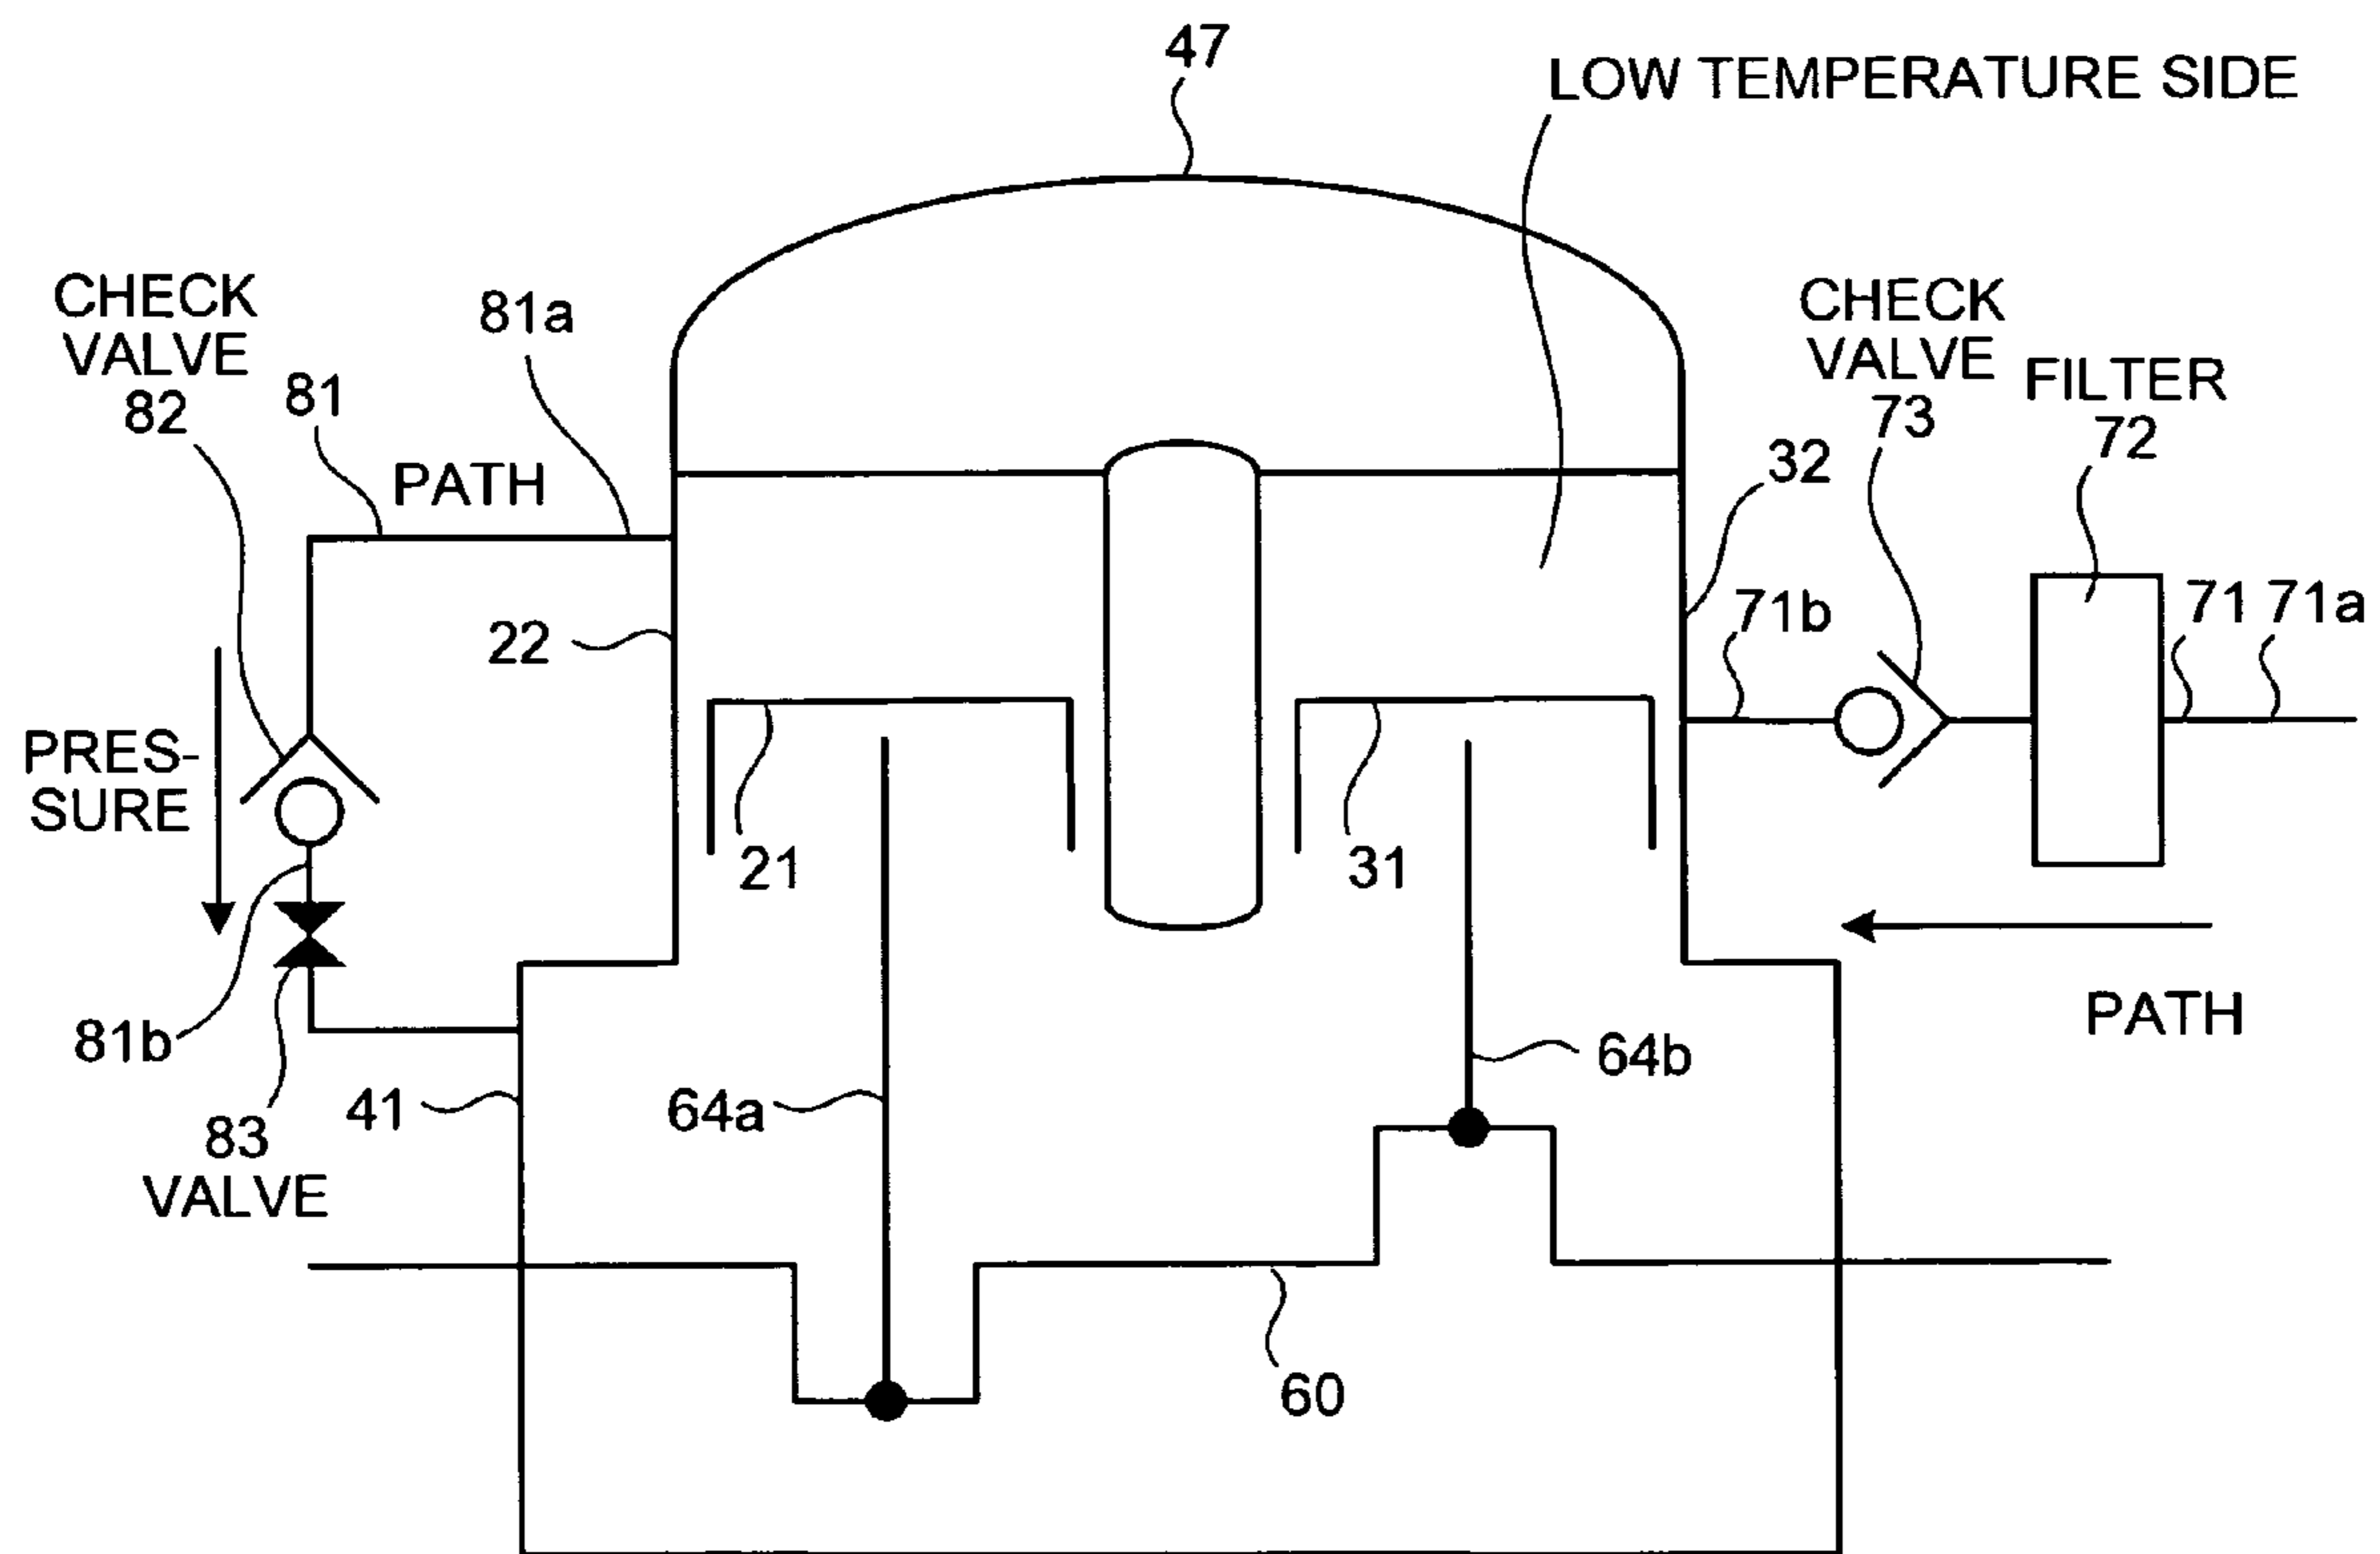 47
LOW TEMPERATURE SIDE
CHECK
VALVE
82
81
81a
PATH
CHECK
VALVE
73
FILTER
72
32
22
71b
71
71a
PRES-
SURE
21
31
81b
83
VALVE
41
64a
64b
PATH
60